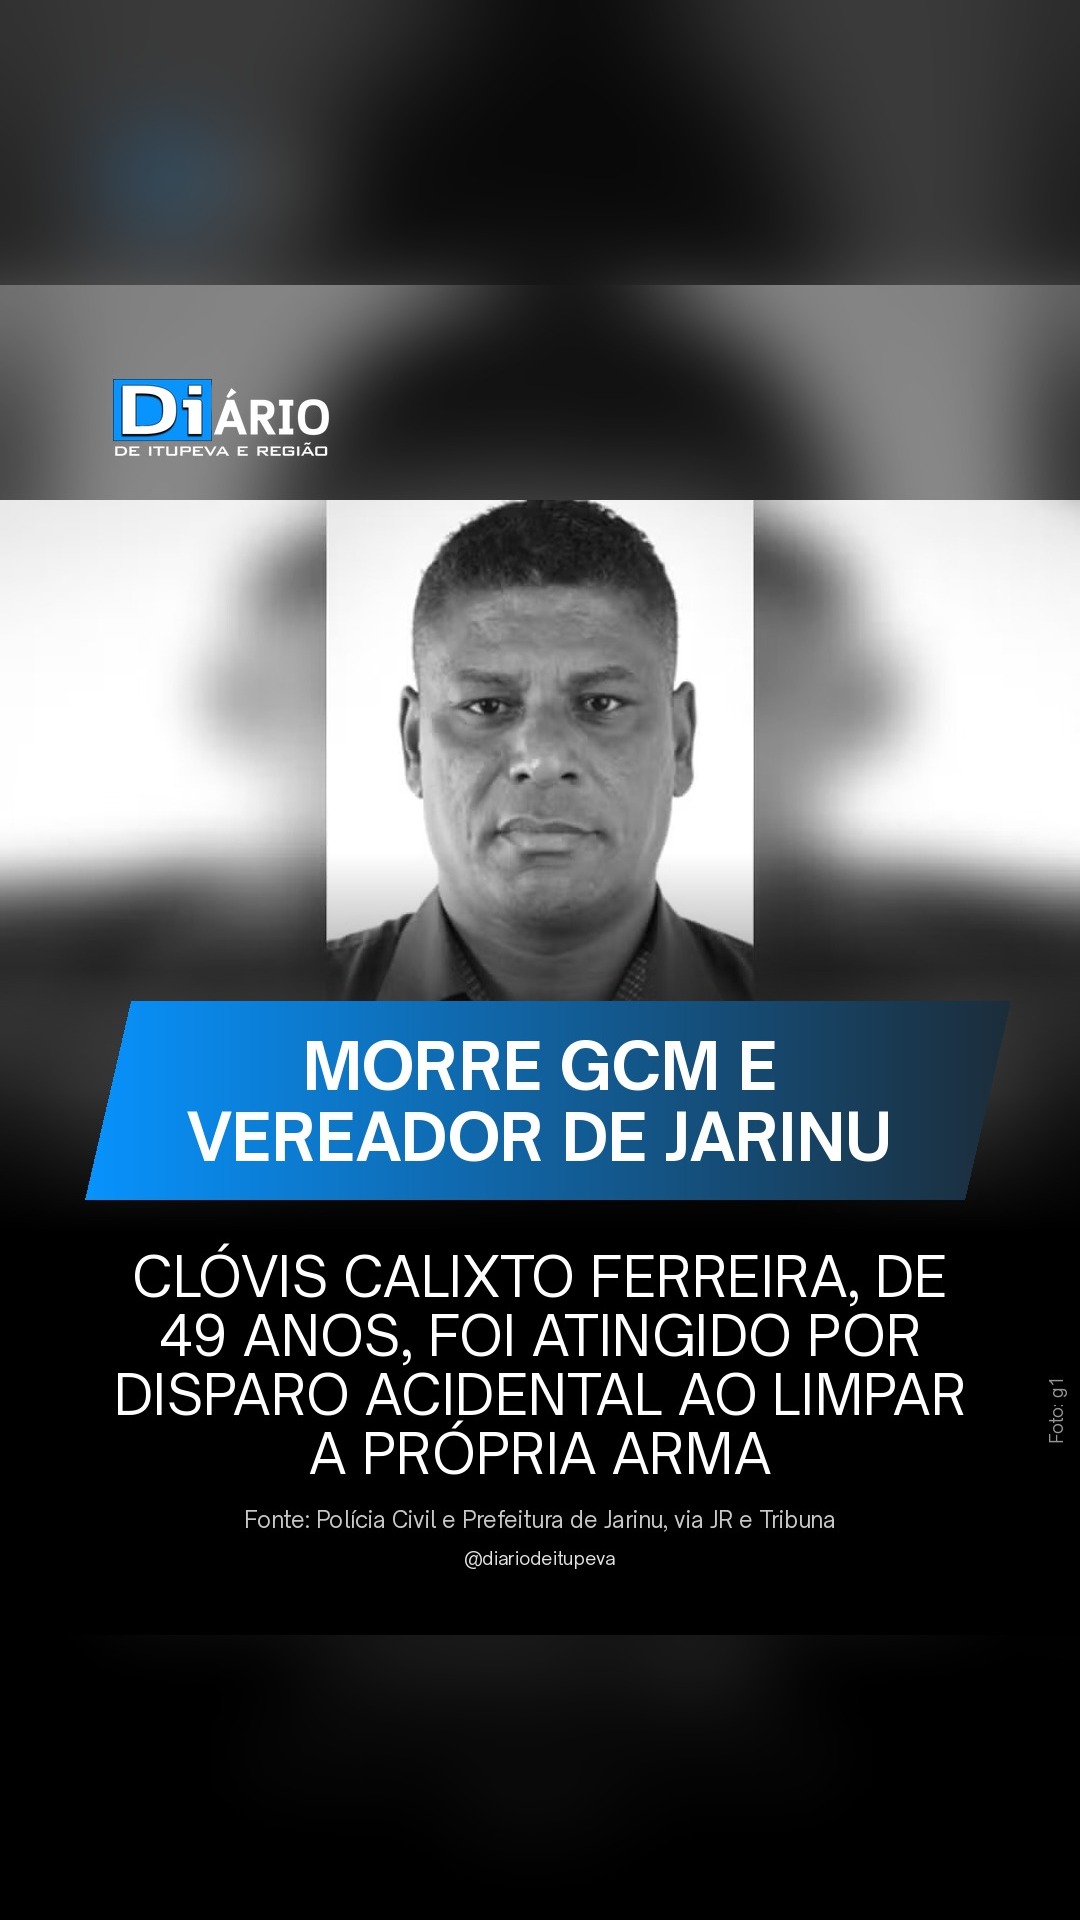 DiÁRIO
DE ITUPEVA E REGIÃO
MORRE GCM E
VEREADOR DE JARINU
CLÓVIS CALIXTO FERREIRA, DE
49 ANOS, FOI ATINGIDO POR
DISPARO ACIDENTAL AO LIMPAR
A PRÓPRIA ARMA
Foto: g1
Fonte: Polícia Civil e Prefeitura de Jarinu, via JR e Tribuna
@diariodeitupeva